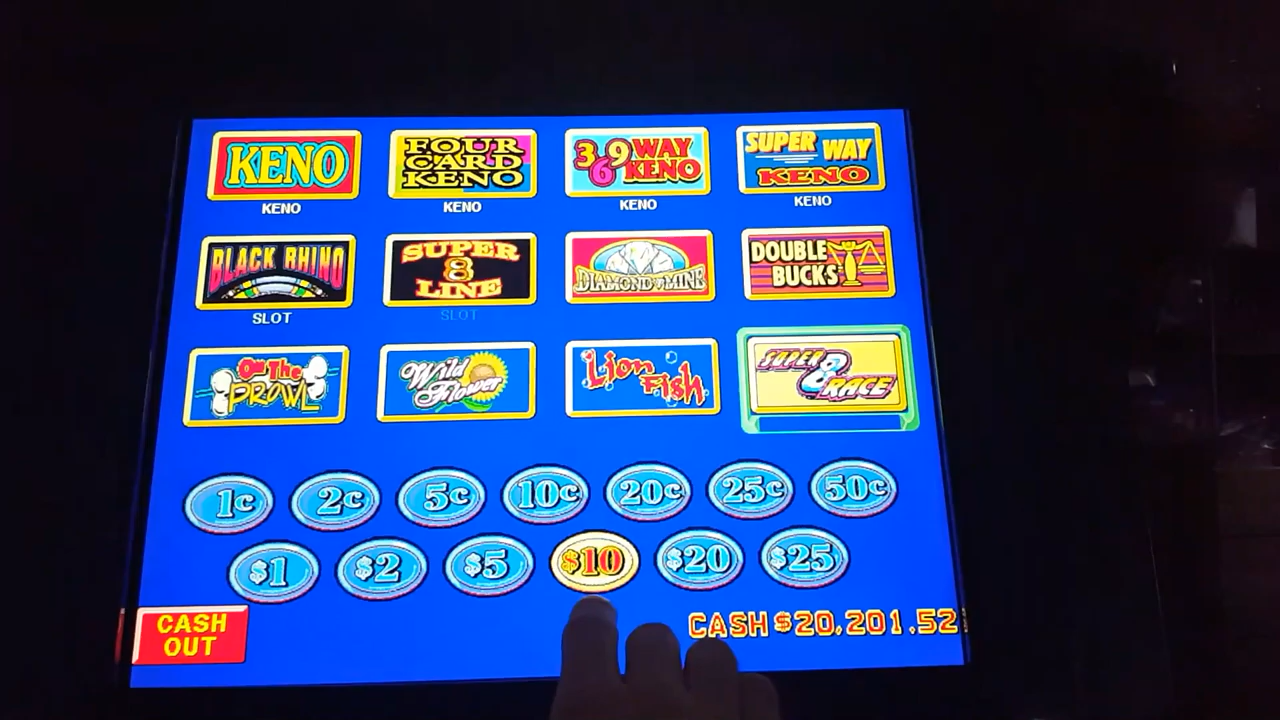 KENO
KENO
FOUR
CARD
KENO
KENO
3 6 9 WAY
KENO
KENO
SUPER WAY
KENO
KENO
BLACK RHINO
SLOT
SUPER
8
LINE
SLOT
DIAMOND MINE
DOUBLE
BUCKS
On The
PROWL
Wild
Flower
Lion
Fish
SUPER
8
RACE
1¢ 2¢ 5¢ 10¢ 20¢ 25¢ 50¢
$1 $2 $5 $10 $20 $25
CASH
OUT
CASH $20,201.52